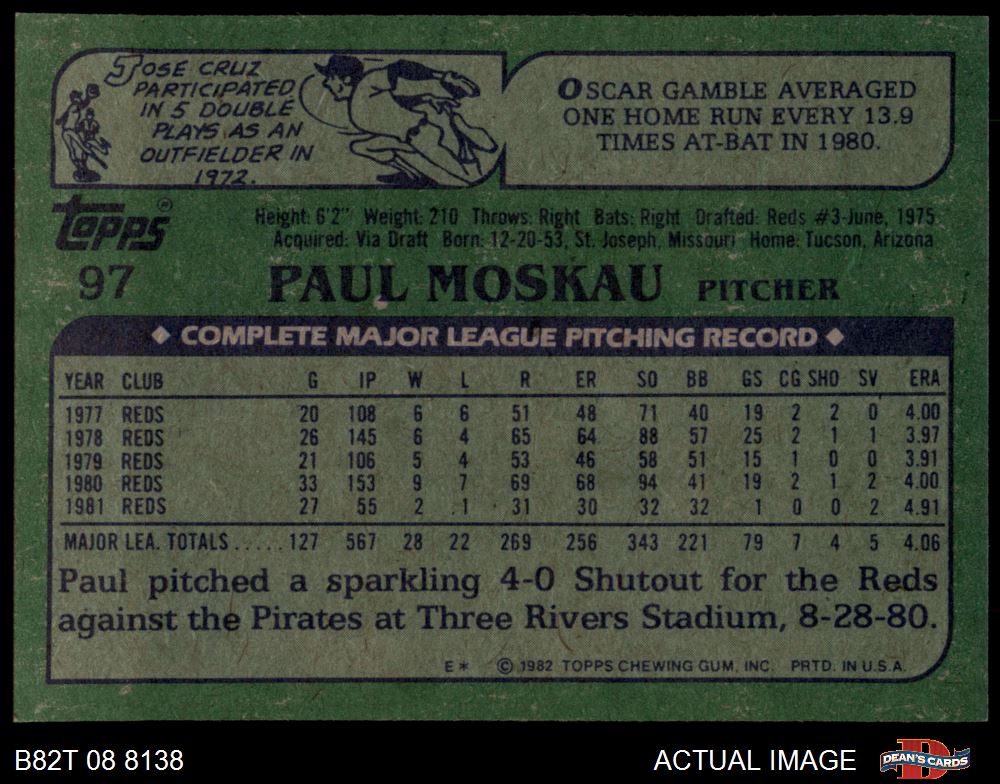 JOSE CRUZ
PARTICIPATED
IN 5 DOUBLE
PLAYS AS AN
OUTFIELDER IN
1972.
OSCAR GAMBLE AVERAGED
ONE HOME RUN EVERY 13.9
TIMES AT-BAT IN 1980.
topps®
97
Height: 6'2" Weight: 210 Throws: Right Bats: Right Drafted: Reds #3-June, 1975
Acquired: Via Draft Born: 12-20-53, St. Joseph, Missouri Home: Tucson, Arizona
PAUL MOSKAU PITCHER
COMPLETE MAJOR LEAGUE PITCHING RECORD
YEAR CLUB G IP W L R ER SO BB GS CG SHO SV ERA
1977 REDS 20 108 6 6 51 48 71 40 19 2 2 0 4.00
1978 REDS 26 145 6 4 65 64 88 57 25 2 1 1 3.97
1979 REDS 21 106 5 4 53 46 58 51 15 1 0 0 3.91
1980 REDS 33 153 9 7 69 68 94 41 19 2 1 2 4.00
1981 REDS 27 55 2 1 31 30 32 32 1 0 0 2 4.91
MAJOR LEA. TOTALS ..... 127 567 28 22 269 256 343 221 79 7 4 5 4.06
Paul pitched a sparkling 4-0 Shutout for the Reds
against the Pirates at Three Rivers Stadium, 8-28-80.
E* © 1982 TOPPS CHEWING GUM, INC. PRTD. IN U.S.A.
B82T 08 8138
ACTUAL IMAGE
DEAN'S CARDS